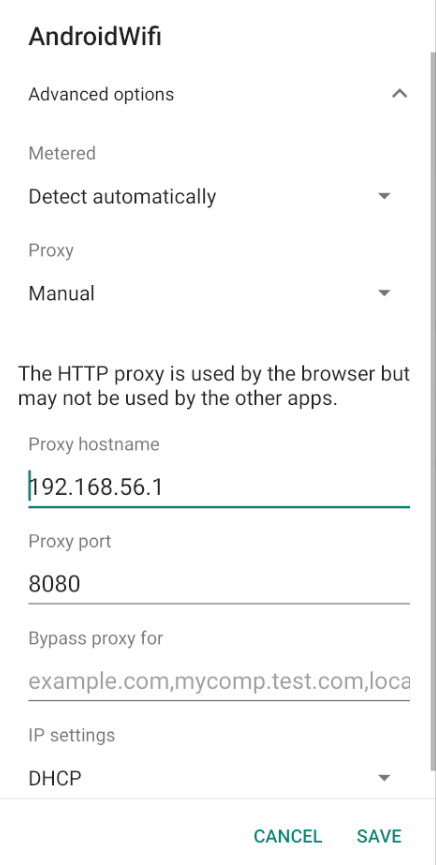 AndroidWifi
Advanced options
Metered
Detect automatically
Proxy
Manual
The HTTP proxy is used by the browser but
may not be used by the other apps.
Proxy hostname
192.168.56.1
Proxy port
8080
Bypass proxy for
example.com,mycomp.test.com,loca
IP settings
DHCP
CANCEL SAVE